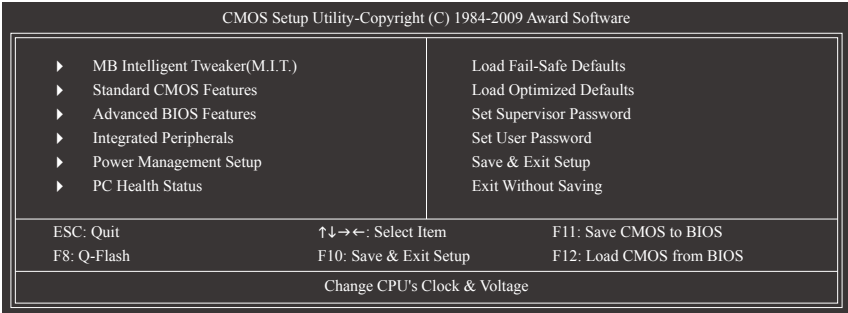 CMOS Setup Utility-Copyright (C) 1984-2009 Award Software
MB Intelligent Tweaker(M.I.T.)
Standard CMOS Features
Advanced BIOS Features
Integrated Peripherals
Power Management Setup
PC Health Status
Load Fail-Safe Defaults
Load Optimized Defaults
Set Supervisor Password
Set User Password
Save & Exit Setup
Exit Without Saving
ESC: Quit ↑↓→←: Select Item F11: Save CMOS to BIOS
F8: Q-Flash F10: Save & Exit Setup F12: Load CMOS from BIOS
Change CPU's Clock & Voltage